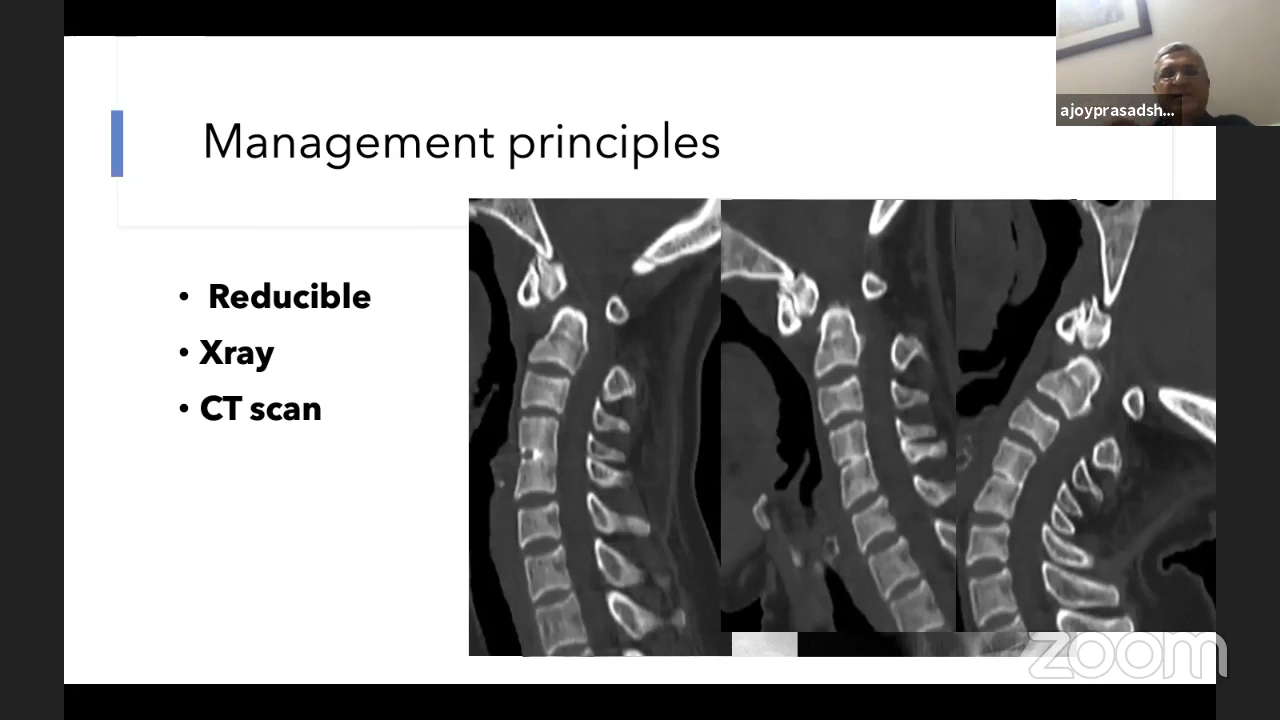 ajoyprasadsh...
Management principles
• Reducible
• Xray
• CT scan
zoom